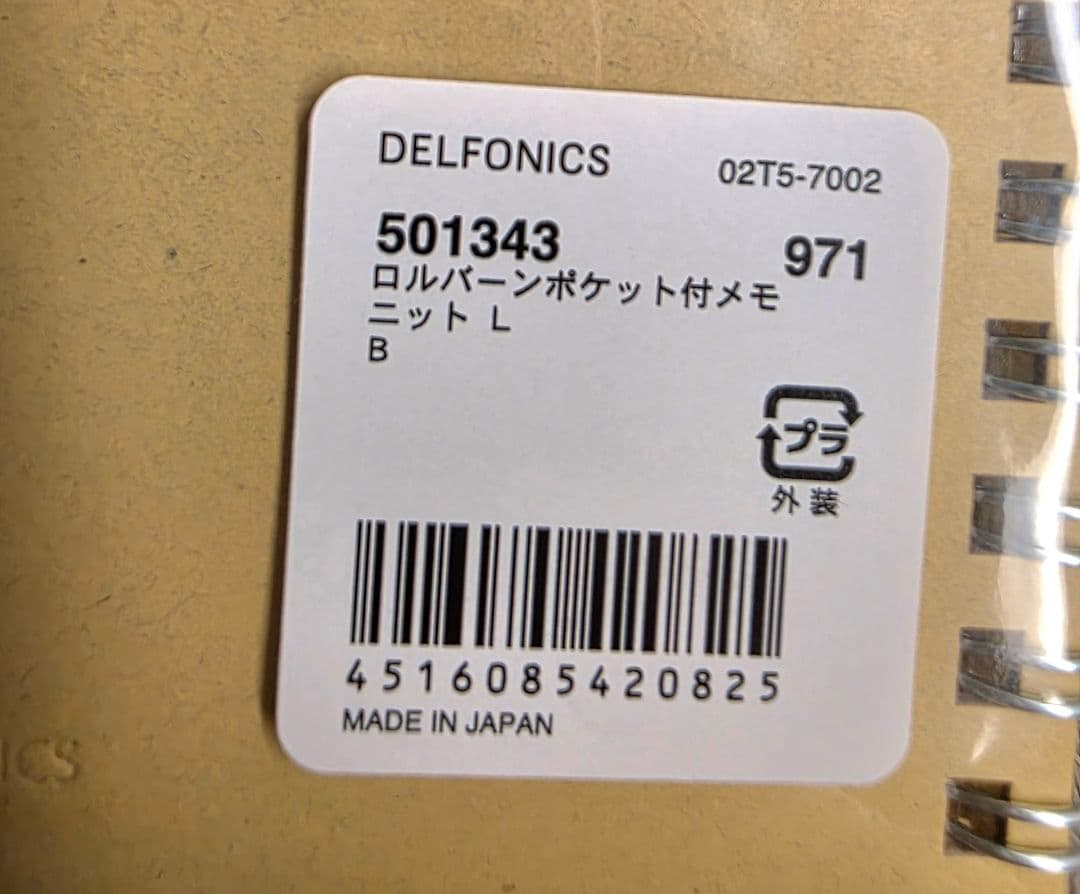 DELFONICS
02T5-7002
501343
971
ロルバーンポケット付メモ
ニット L
B
プラ
外装
4516085420825
MADE IN JAPAN
ICS